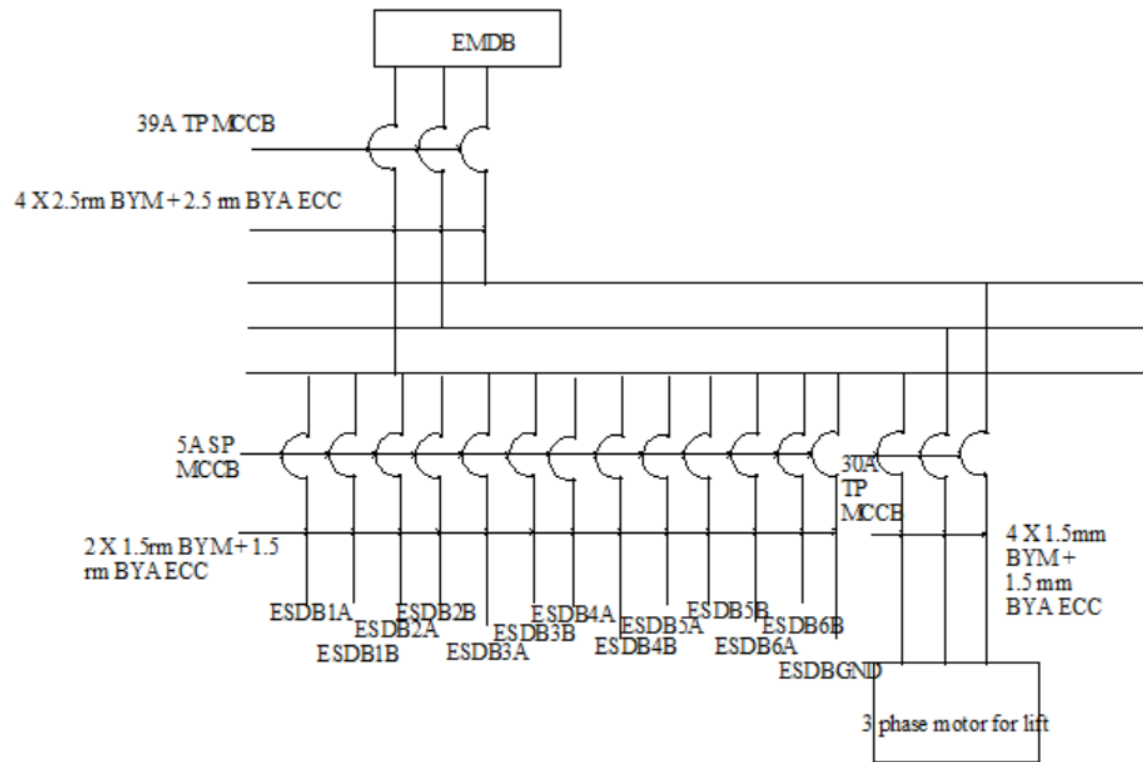 EMDB
39A TP MCCB
4 X 2.5rm BYM + 2.5 rm BYA ECC
5A SP
MCCB
30A
TP
MCCB
2 X 1.5rm BYM + 1.5
rm BYA ECC
4 X 1.5mm
BYM +
1.5 mm
BYA ECC
ESDB1A
ESDB1B
ESDB2A
ESDB2B
ESDB3A
ESDB3B
ESDB4A
ESDB4B
ESDB5A
ESDB5B
ESDB6A
ESDB6B
ESDBGND
3 phase motor for lift